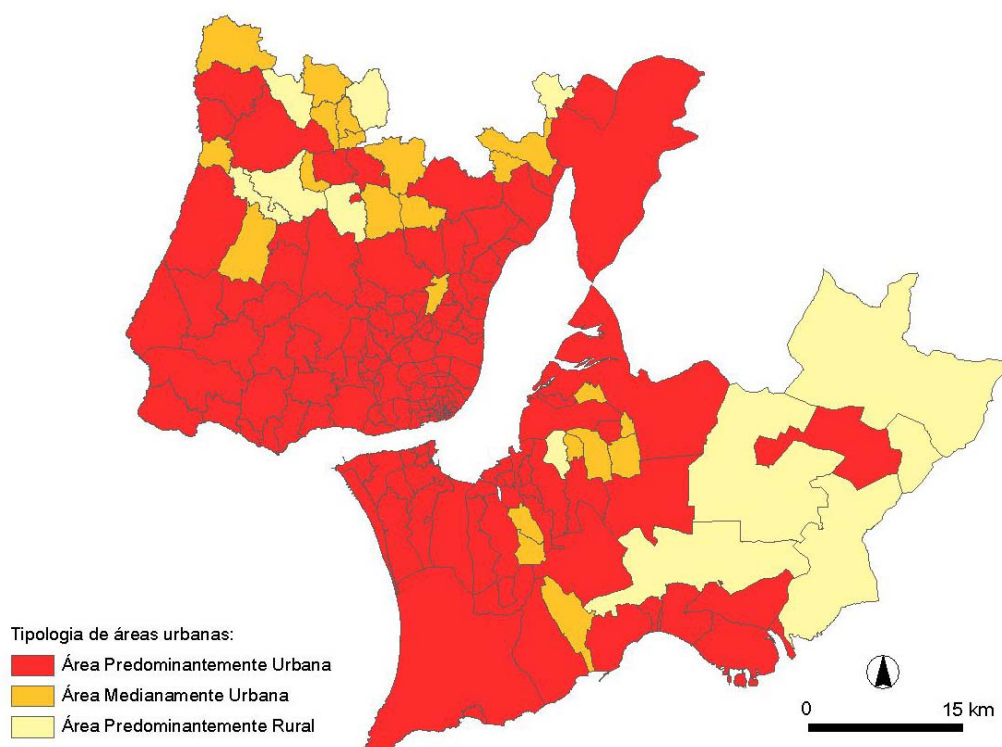 Tipologia de áreas urbanas:
Área Predominantemente Urbana
Área Medianamente Urbana
Área Predominantemente Rural
0 15 km